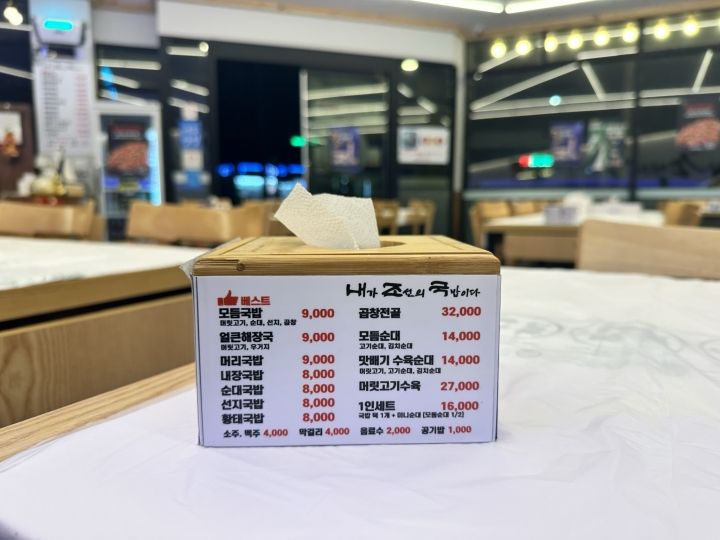 내가 조선의 국밥이다
베스트
모듬국밥 9,000
머릿고기, 순대, 선지, 곱창
얼큰해장국 9,000
머릿고기, 우거지
머리국밥 9,000
내장국밥 8,000
순대국밥 8,000
선지국밥 8,000
황태국밥 8,000
곱창전골 32,000
모듬순대 14,000
고기순대, 김치순대
맛배기 수육순대 14,000
머릿고기, 고기순대, 김치순대
머릿고기수육 27,000
1인세트 16,000
국밥 택 1개 + 미니순대 (모듬순대 1/2)
소주, 맥주 4,000 막걸리 4,000 음료수 2,000 공기밥 1,000